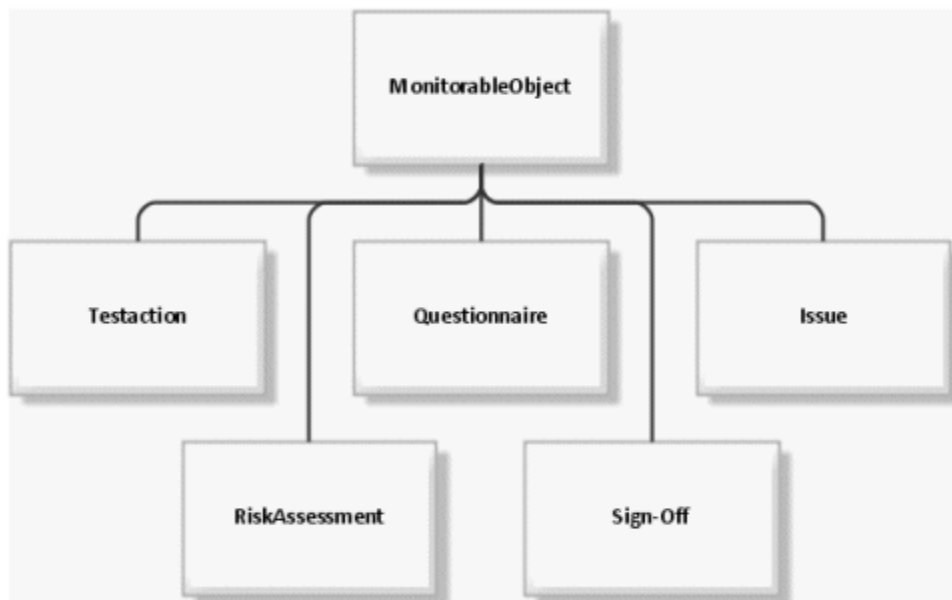 MonitorableObject
Testaction
Questionnaire
Issue
RiskAssessment
Sign-Off